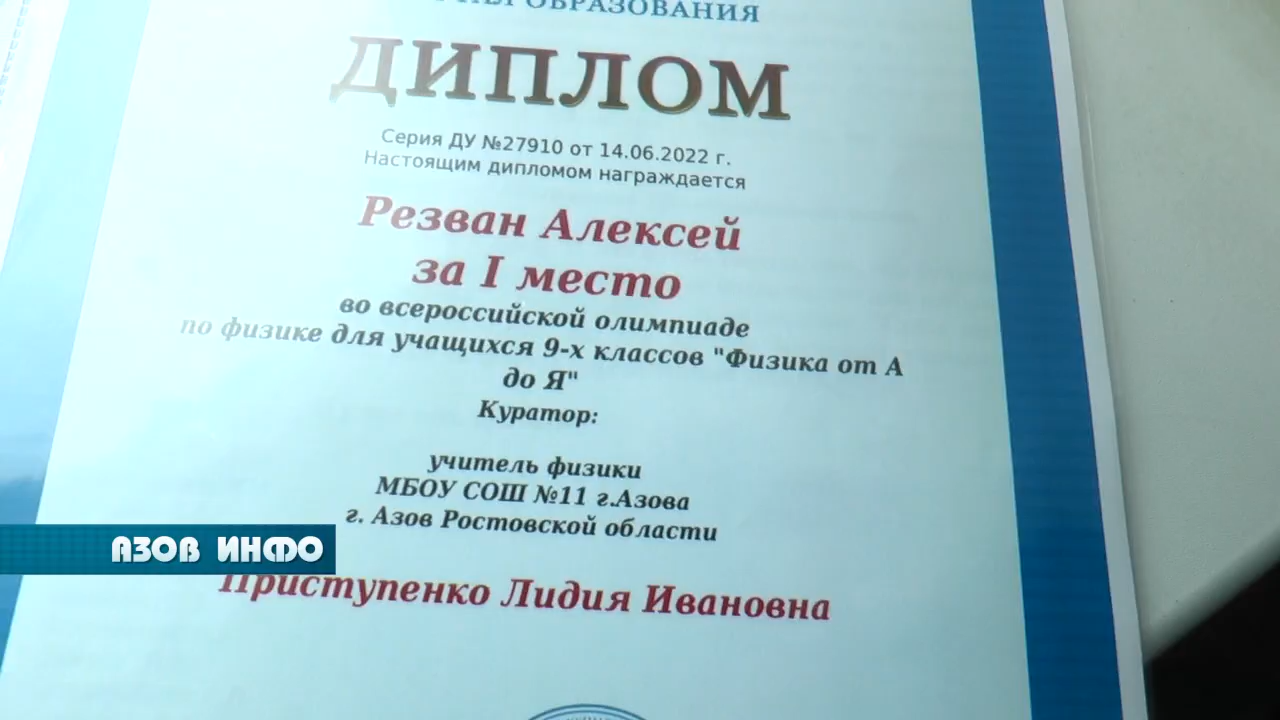 ОБРАЗОВАНИЯ
ДИПЛОМ
Серия ДУ №27910 от 14.06.2022 г.
Настоящим дипломом награждается
Резван Алексей
за I место
во всероссийской олимпиаде
по физике для учащихся 9-х классов "Физика от А
до Я"
Куратор:
учитель физики
МБОУ СОШ №11 г.Азова
г. Азов Ростовской области
АЗОВ ИНФО
Приступенко Лидия Ивановна